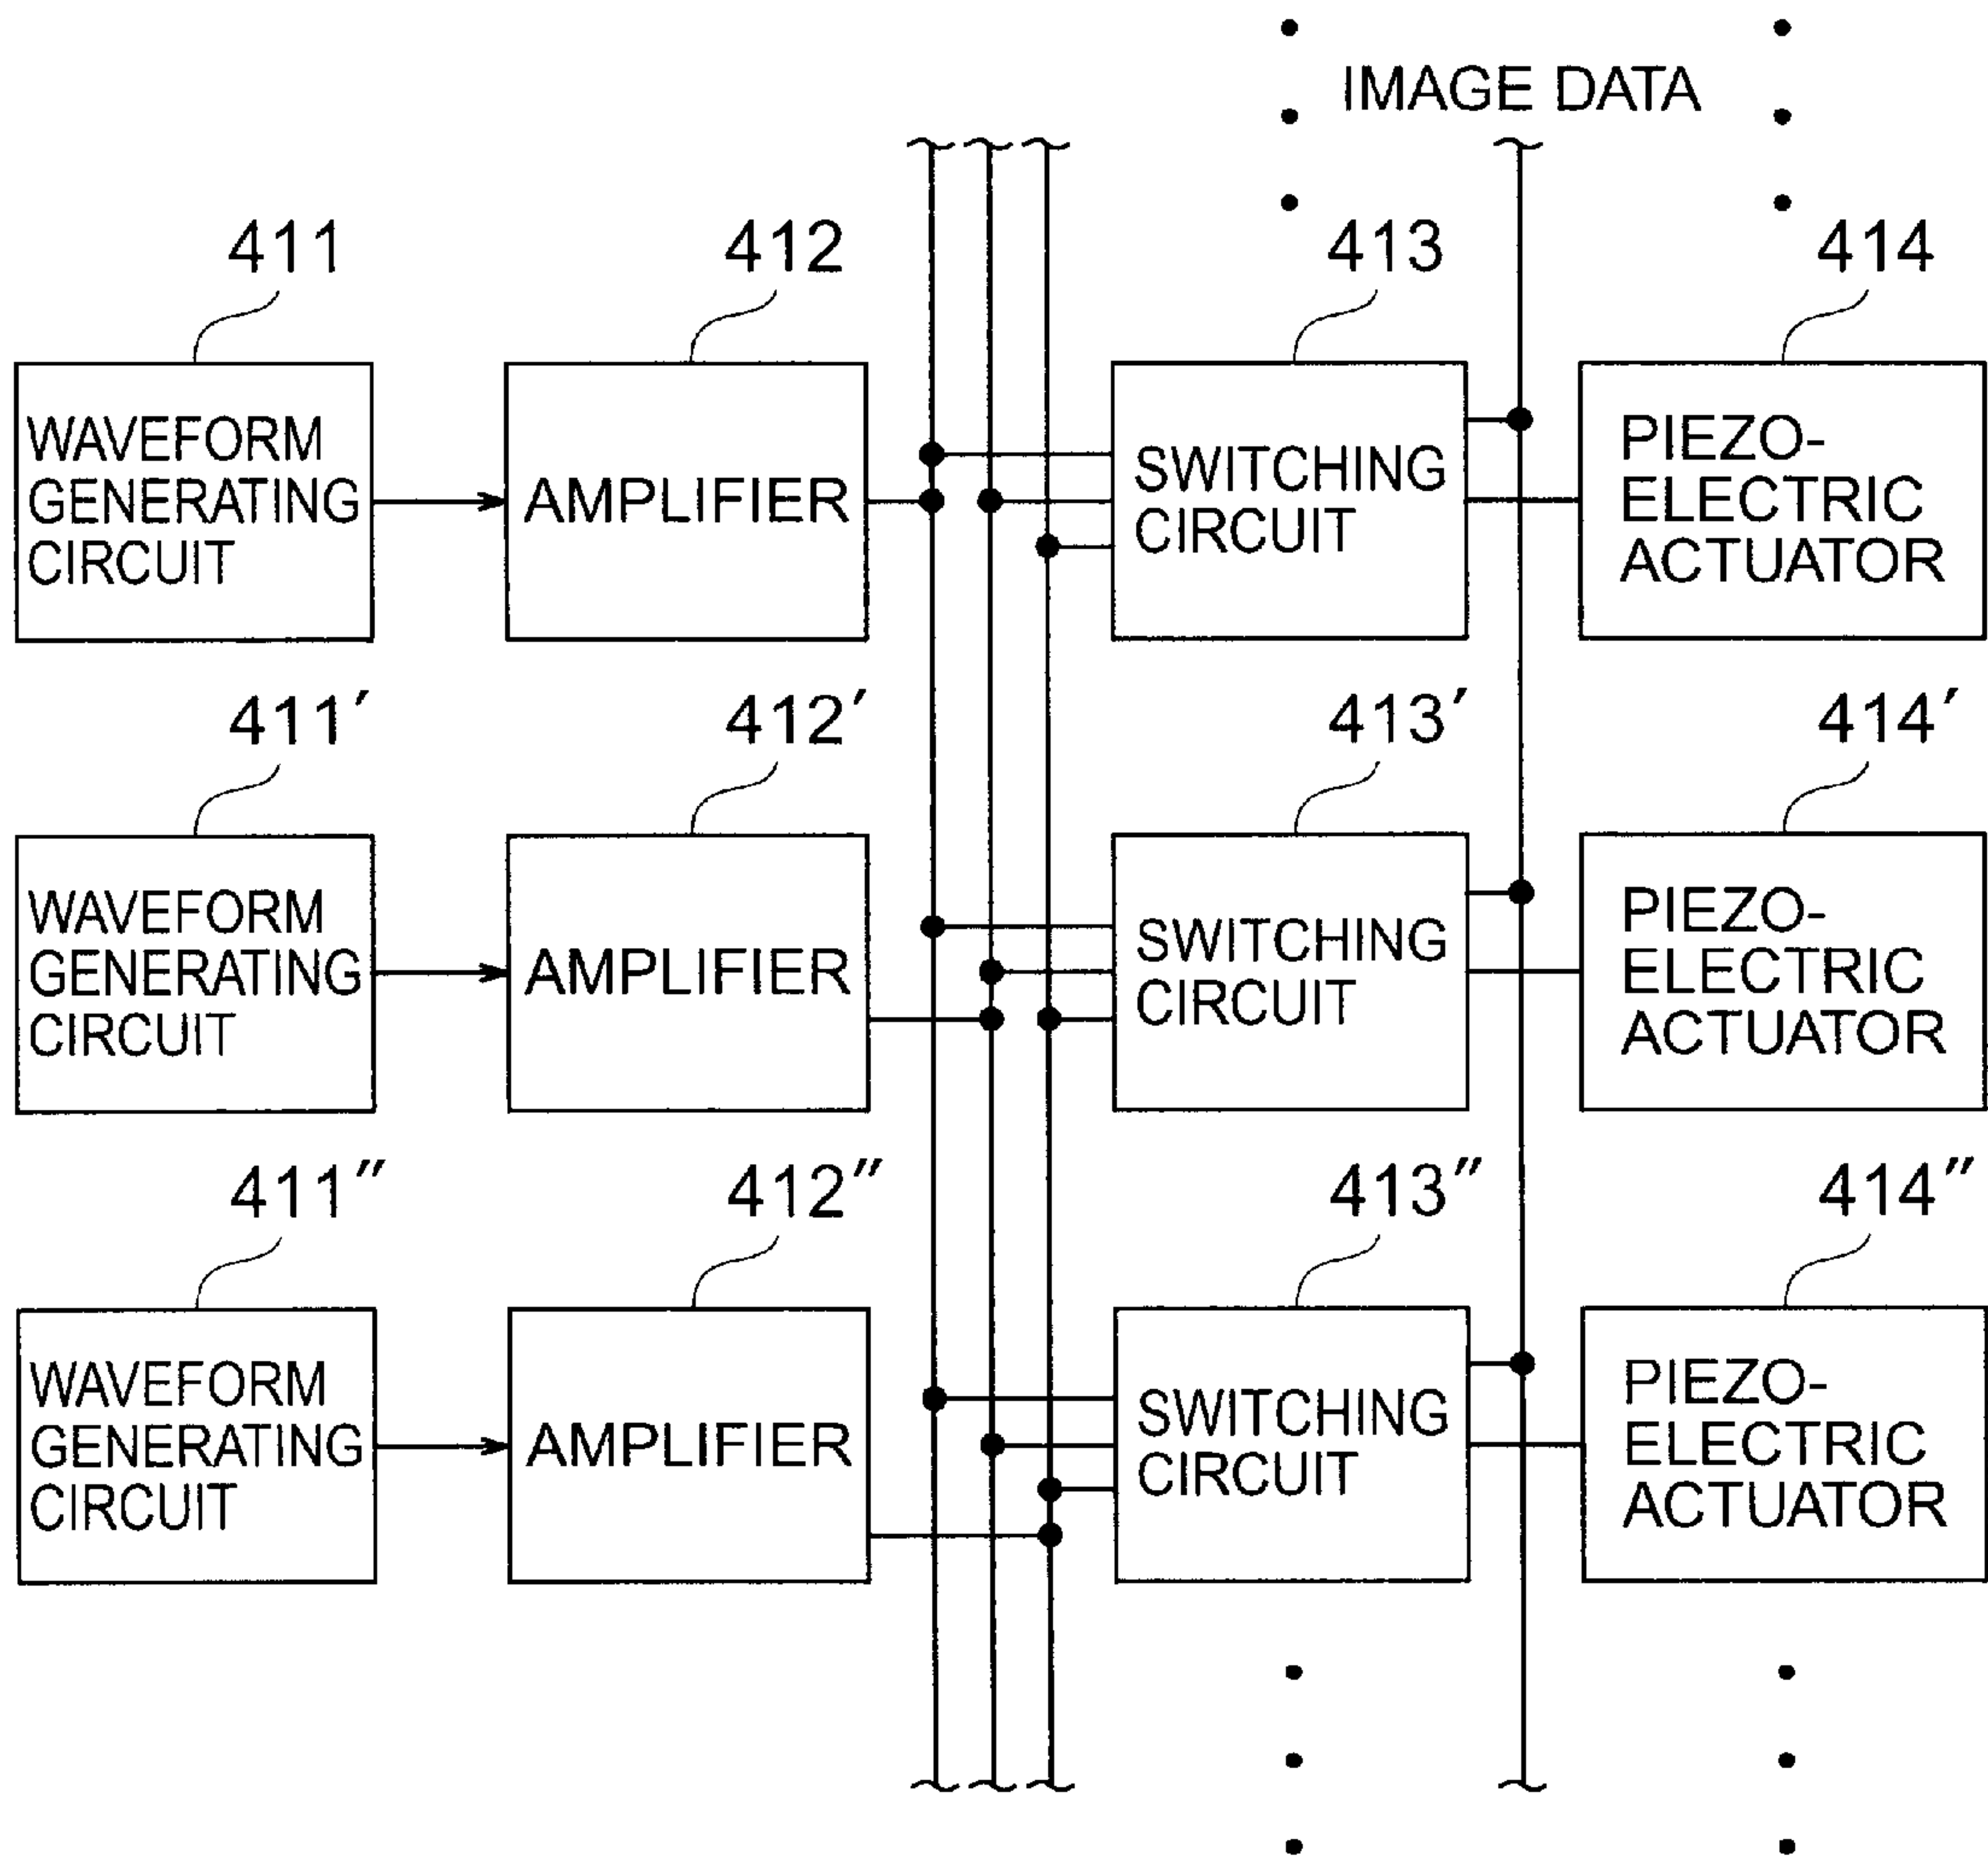 IMAGE DATA
411
412
413
414
WAVEFORM
GENERATING
CIRCUIT
AMPLIFIER
SWITCHING
CIRCUIT
PIEZO-
ELECTRIC
ACTUATOR
411′
412′
413′
414′
WAVEFORM
GENERATING
CIRCUIT
AMPLIFIER
SWITCHING
CIRCUIT
PIEZO-
ELECTRIC
ACTUATOR
411″
412″
413″
414″
WAVEFORM
GENERATING
CIRCUIT
AMPLIFIER
SWITCHING
CIRCUIT
PIEZO-
ELECTRIC
ACTUATOR